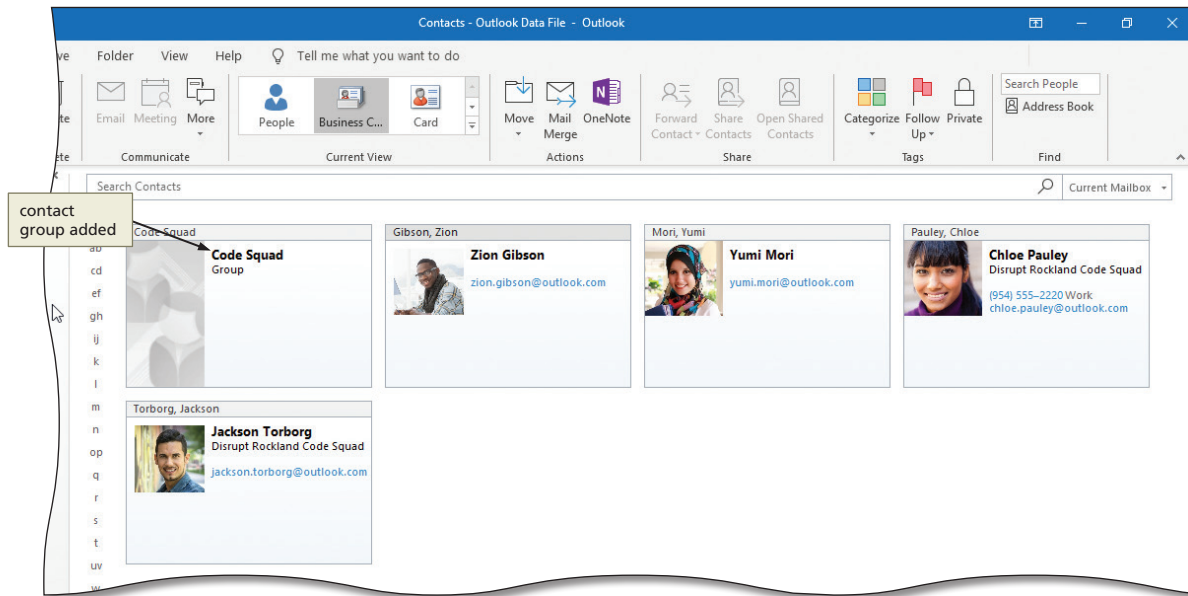 Contacts - Outlook Data File - Outlook
ve Folder View Help Tell me what you want to do
te Email Meeting More
People Business C... Card
Move Mail Merge OneNote
Forward Contact Share Contacts Open Shared Contacts
Categorize Follow Up Private
Search People
Address Book
ete Communicate Current View Actions Share Tags Find
Search Contacts
Current Mailbox
contact
group added
Code Squad
Code Squad
Group
Gibson, Zion
Zion Gibson
zion.gibson@outlook.com
Mori, Yumi
Yumi Mori
yumi.mori@outlook.com
Pauley, Chloe
Chloe Pauley
Disrupt Rockland Code Squad
(954) 555–2220 Work
chloe.pauley@outlook.com
Torborg, Jackson
Jackson Torborg
Disrupt Rockland Code Squad
jackson.torborg@outlook.com
ab
cd
ef
gh
ij
k
l
m
n
op
q
r
s
t
uv
w